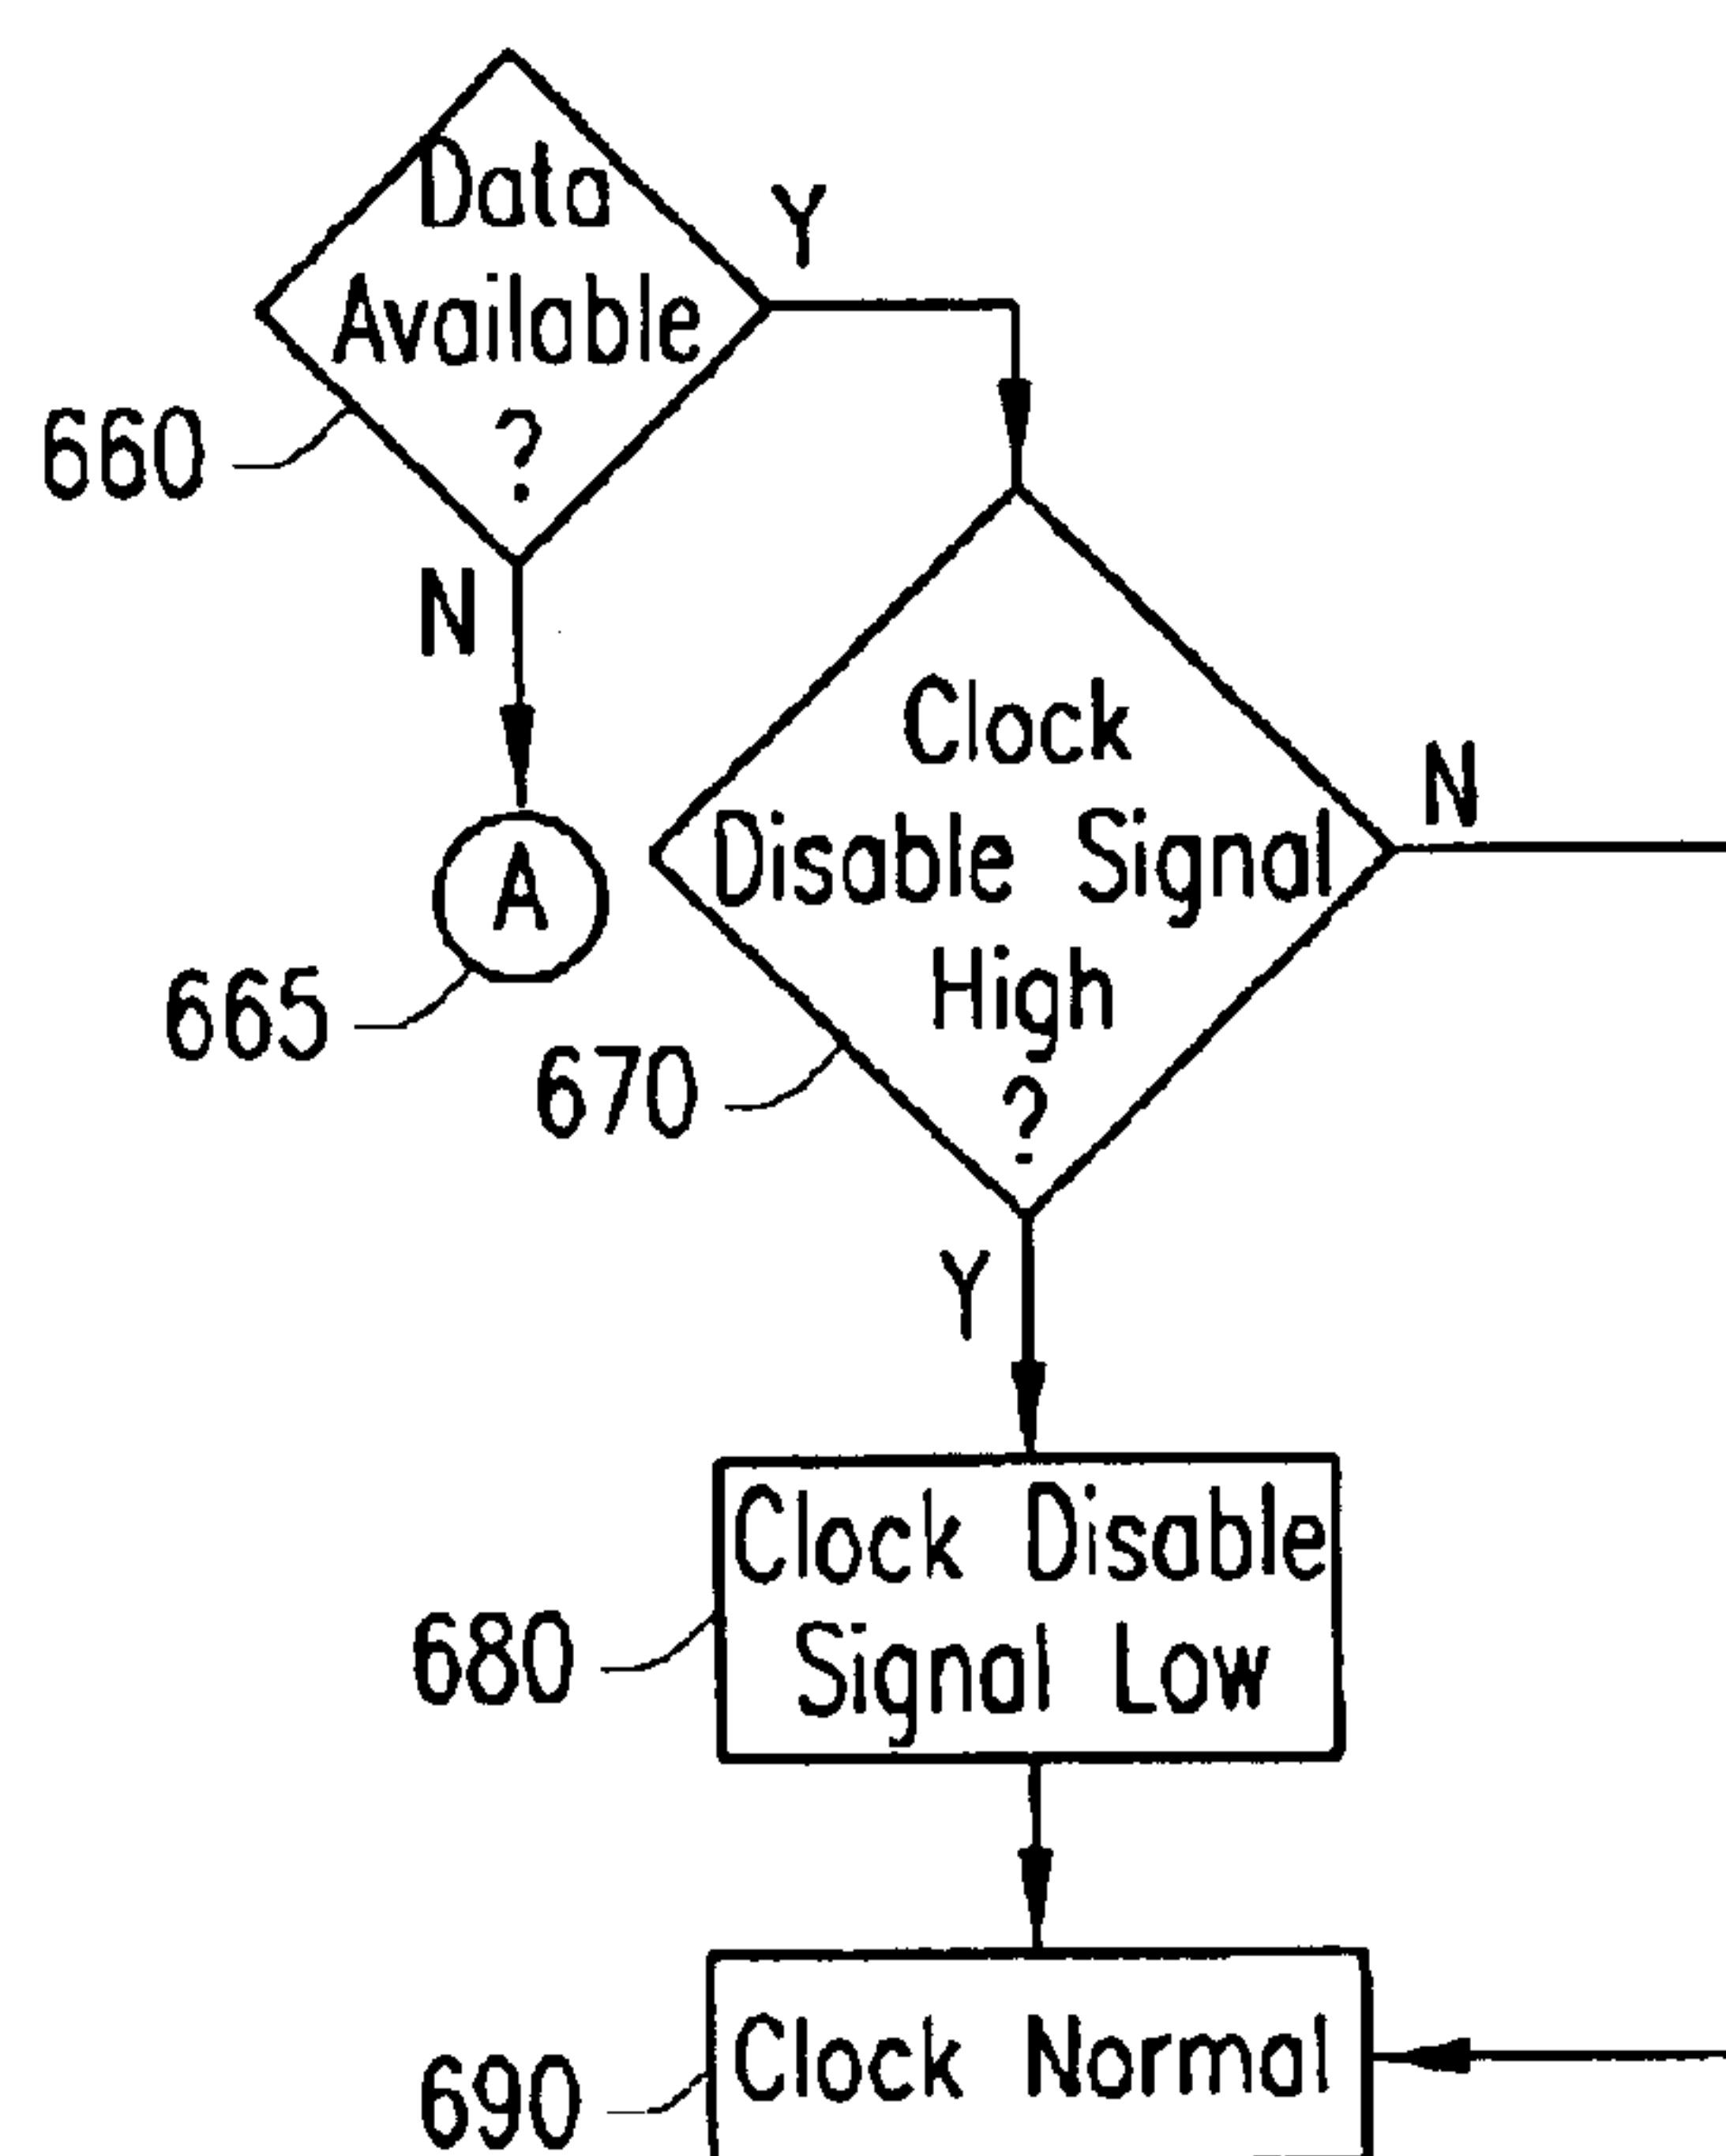 Data
Available
?
Y
660
N
A
665
Clock
Disable Signal
High
?
N
670
Y
Clock Disable
Signal Low
680
Clock Normal
690